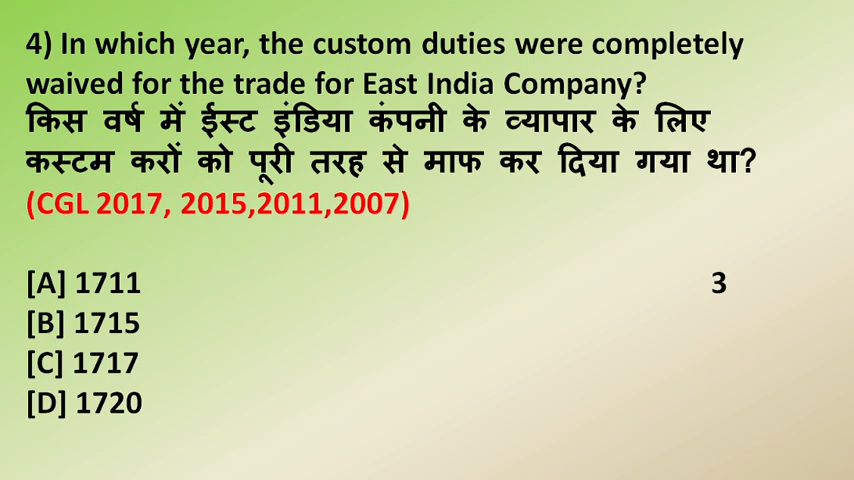 4) In which year, the custom duties were completely
waived for the trade for East India Company?
किस वर्ष में ईस्ट इंडिया कंपनी के व्यापार के लिए
कस्टम करों को पूरी तरह से माफ कर दिया गया था?
(CGL 2017, 2015,2011,2007)
[A] 1711 3
[B] 1715
[C] 1717
[D] 1720